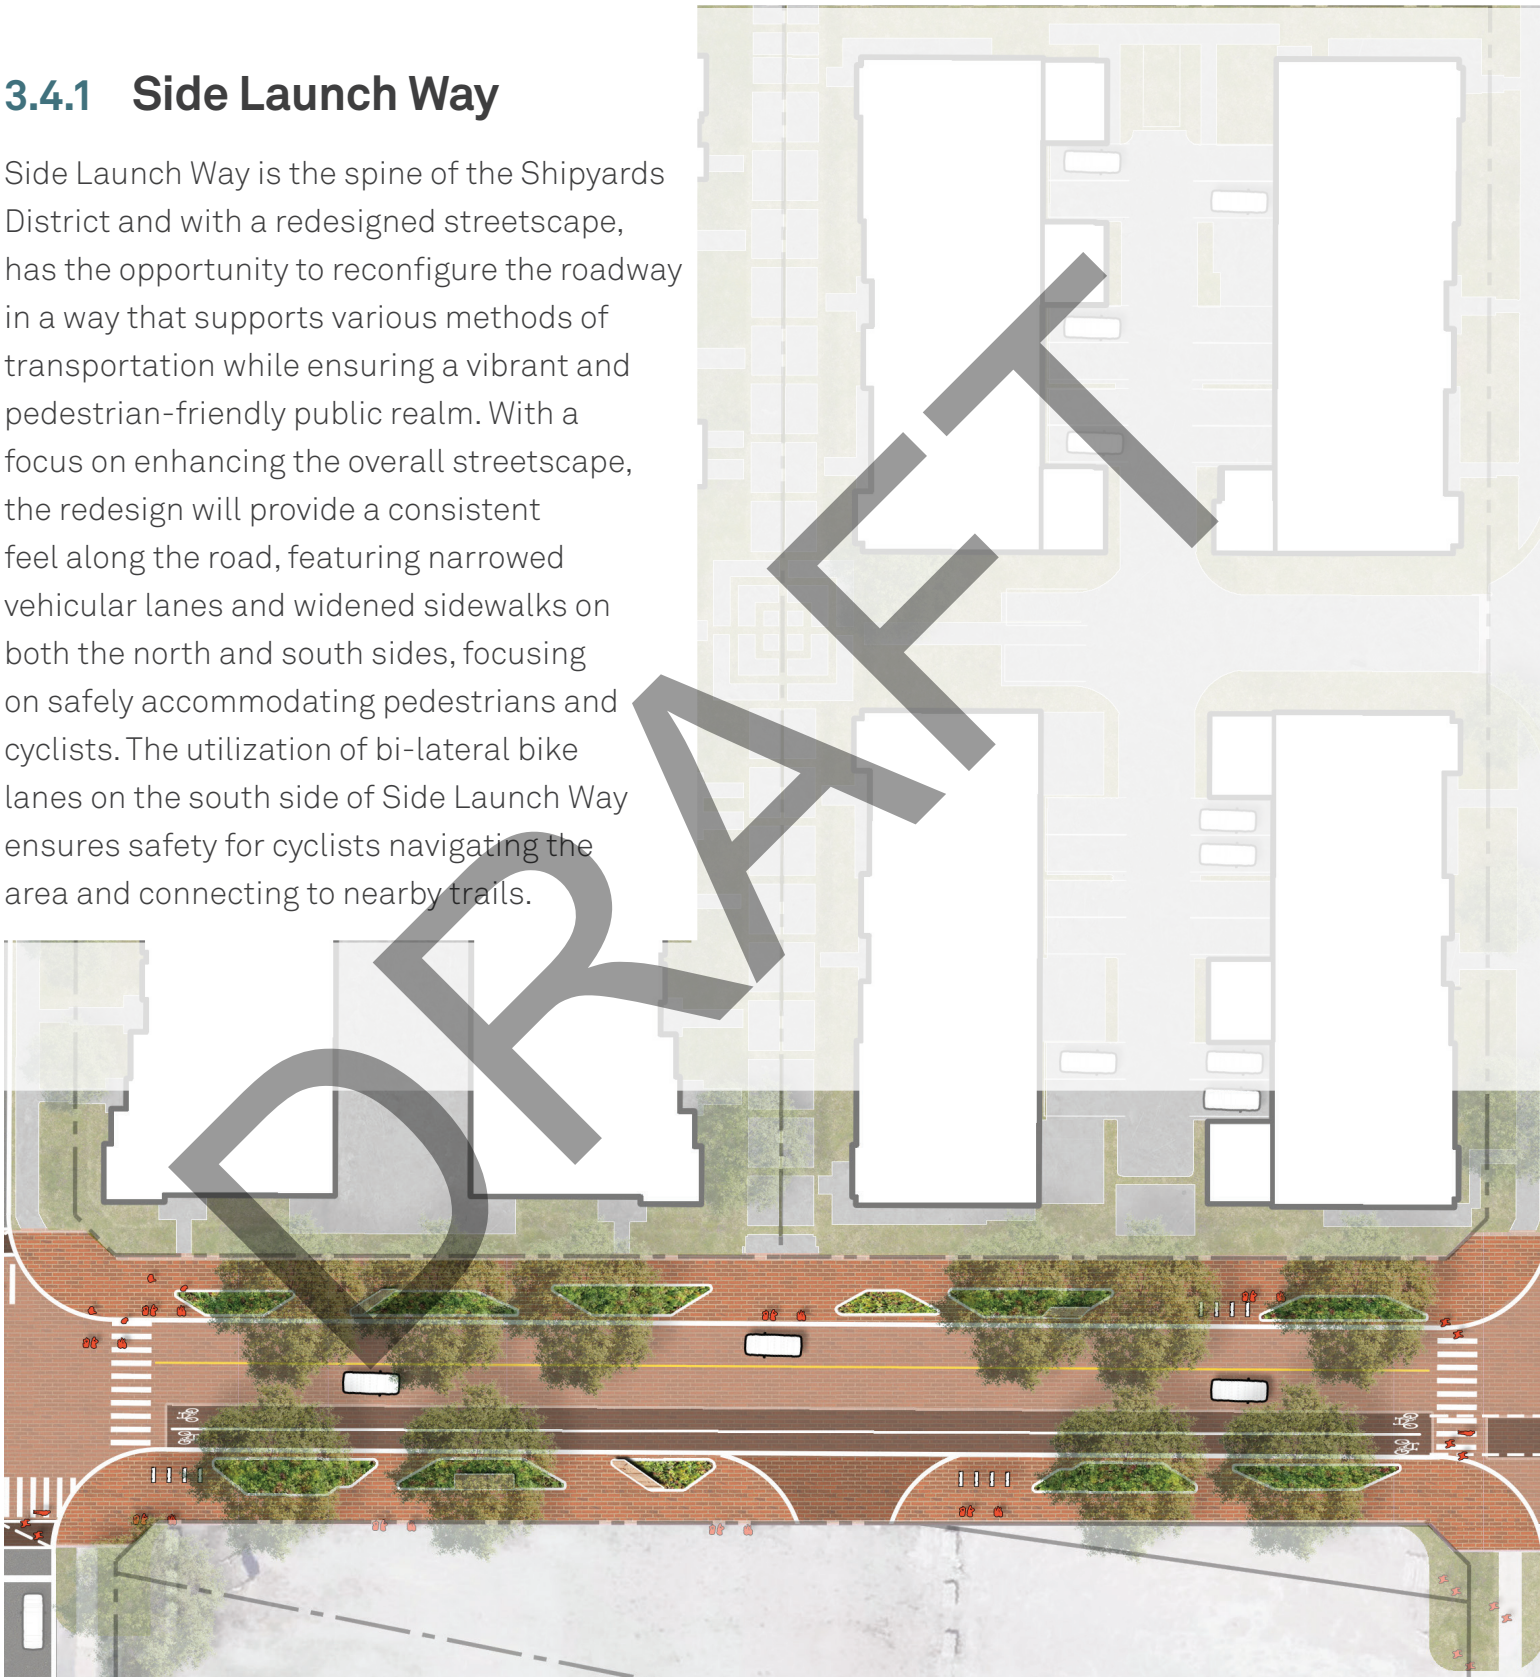 3.4.1 Side Launch Way
Side Launch Way is the spine of the Shipyards
District and with a redesigned streetscape,
has the opportunity to reconfigure the roadway
in a way that supports various methods of
transportation while ensuring a vibrant and
pedestrian-friendly public realm. With a
focus on enhancing the overall streetscape,
the redesign will provide a consistent
feel along the road, featuring narrowed
vehicular lanes and widened sidewalks on
both the north and south sides, focusing
on safely accommodating pedestrians and
cyclists. The utilization of bi-lateral bike
lanes on the south side of Side Launch Way
ensures safety for cyclists navigating the
area and connecting to nearby trails.
DRAFT